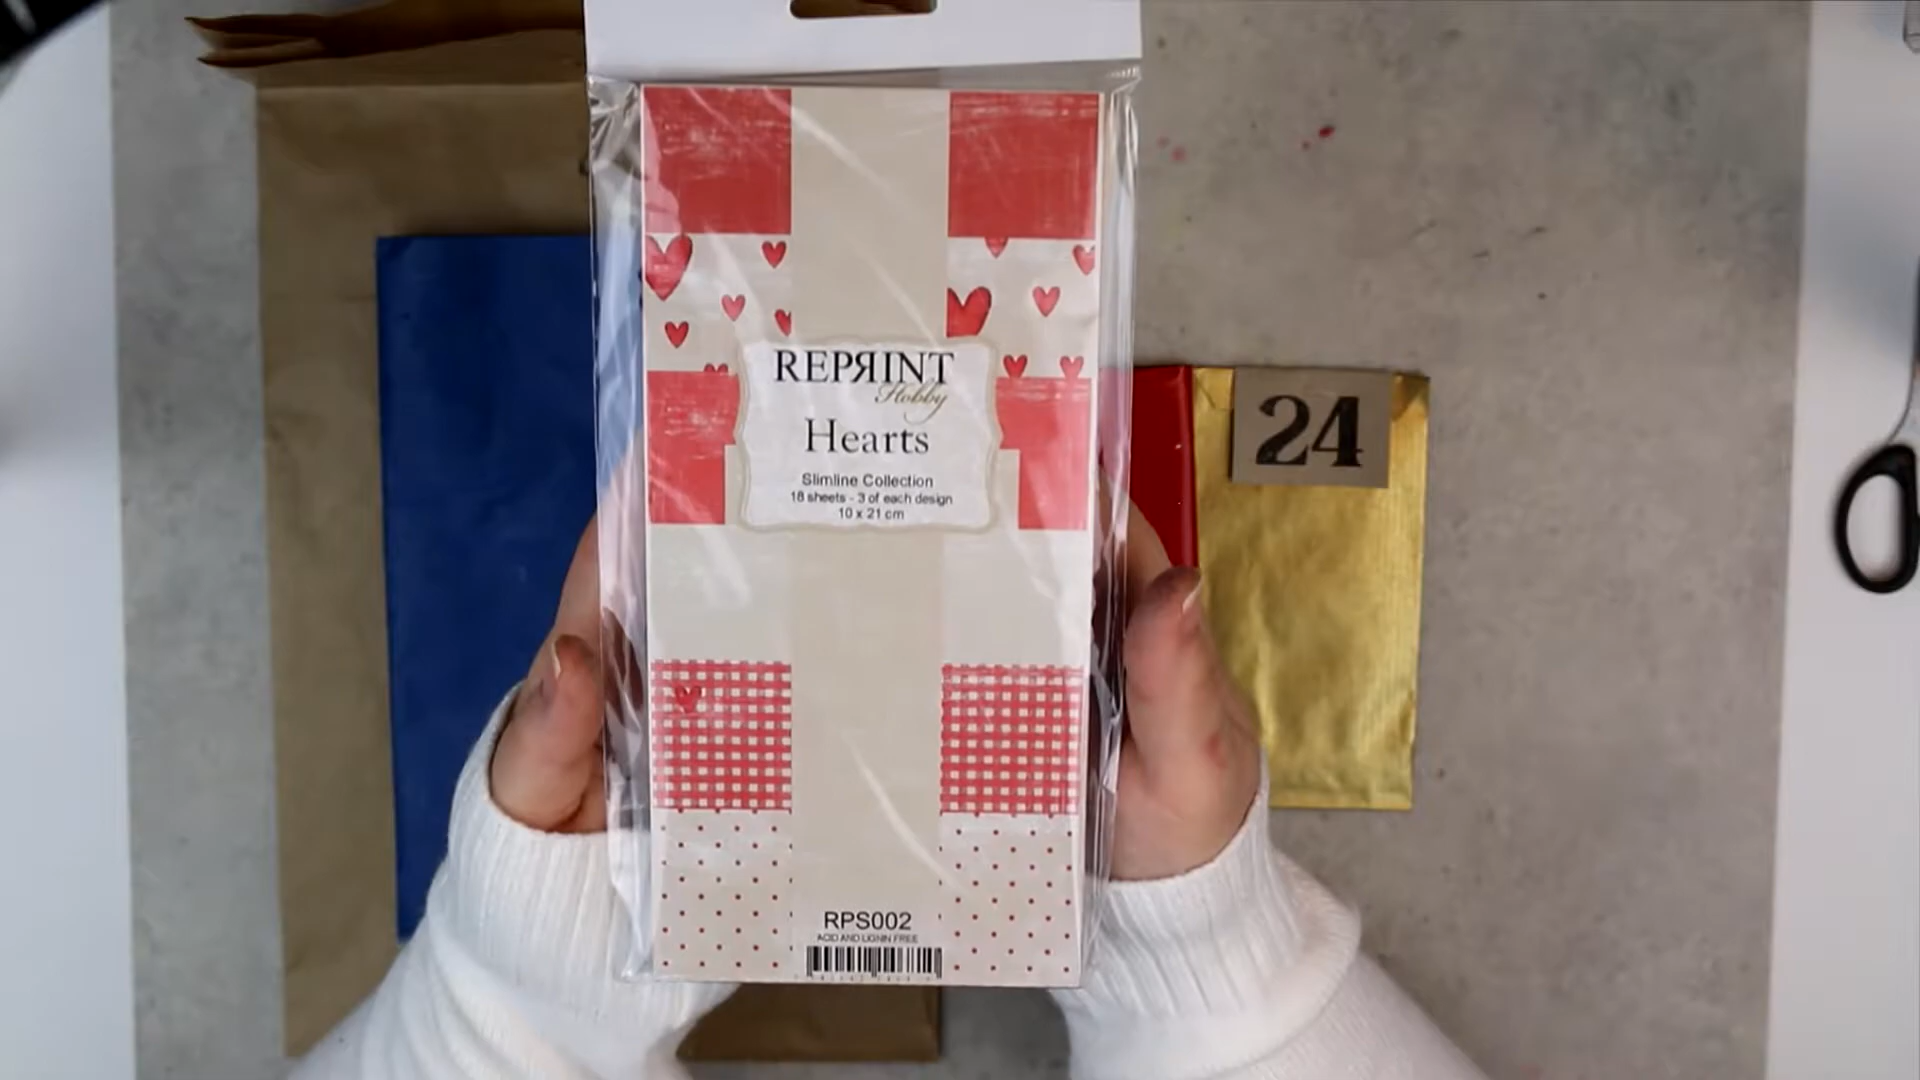 REPЯINT
Hobby
Hearts
Slimline Collection
18 sheets - 3 of each design
10 x 21 cm
24
RPS002
ACID AND LIGNIN FREE